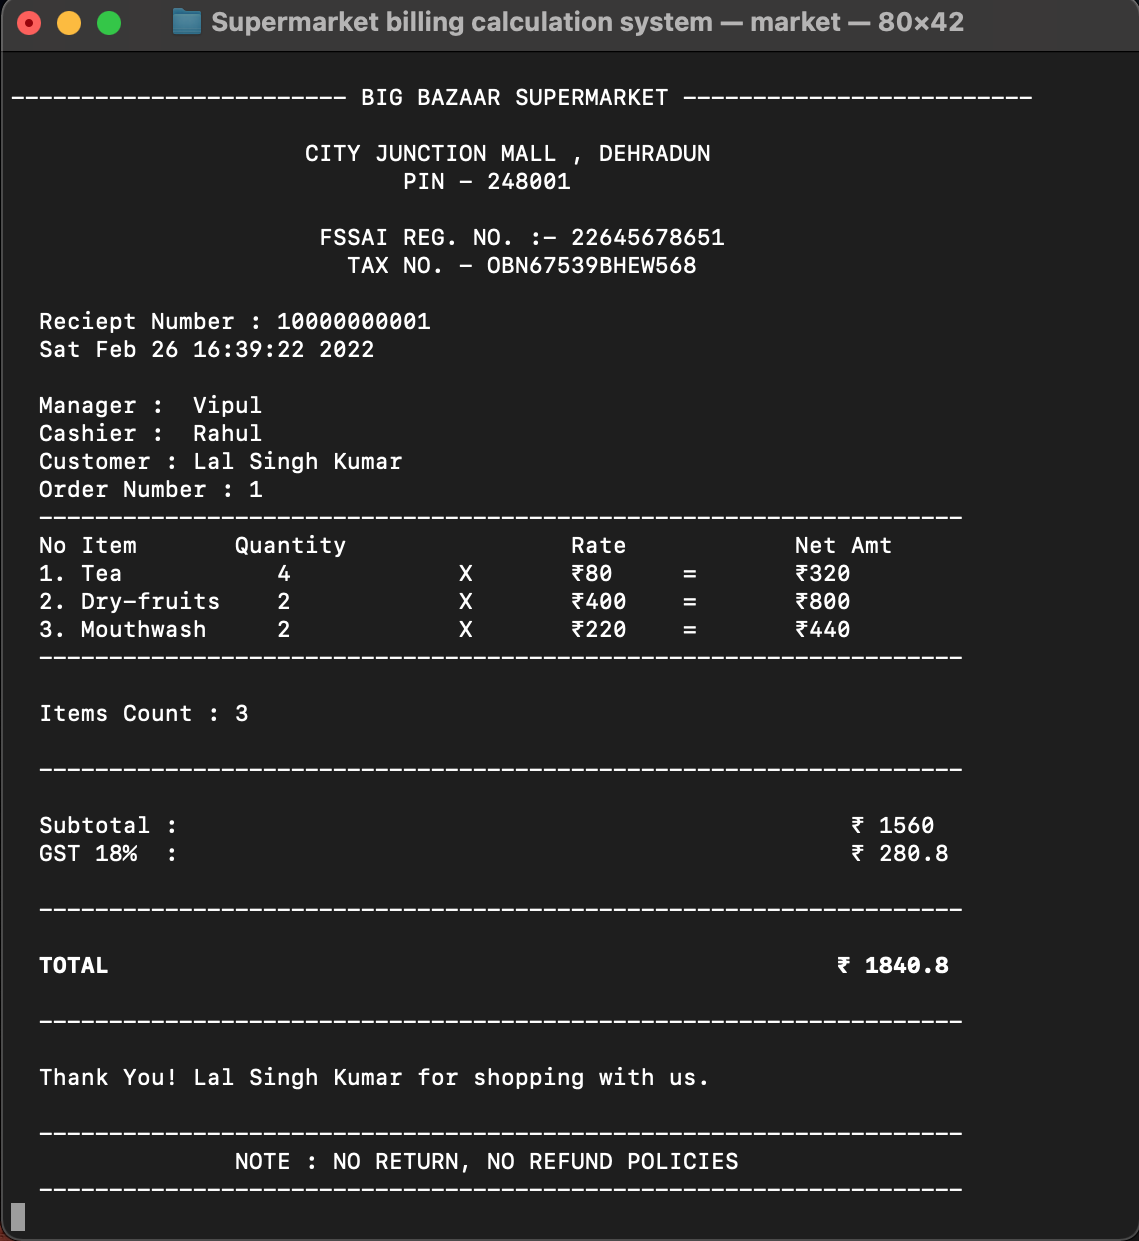 Supermarket billing calculation system — market — 80×42
------------------------ BIG BAZAAR SUPERMARKET -------------------------
CITY JUNCTION MALL , DEHRADUN
PIN - 248001
FSSAI REG. NO. :- 22645678651
TAX NO. - OBN67539BHEW568
Reciept Number : 10000000001
Sat Feb 26 16:39:22 2022
Manager :  Vipul
Cashier :  Rahul
Customer : Lal Singh Kumar
Order Number : 1
------------------------------------------------------------------
No Item       Quantity                Rate            Net Amt
1. Tea           4            X       ₹80     =       ₹320
2. Dry-fruits    2            X       ₹400    =       ₹800
3. Mouthwash     2            X       ₹220    =       ₹440
------------------------------------------------------------------
Items Count : 3
------------------------------------------------------------------
Subtotal :                                                ₹ 1560
GST 18%  :                                                ₹ 280.8
------------------------------------------------------------------
TOTAL                                                    ₹ 1840.8
------------------------------------------------------------------
Thank You! Lal Singh Kumar for shopping with us.
------------------------------------------------------------------
NOTE : NO RETURN, NO REFUND POLICIES
------------------------------------------------------------------